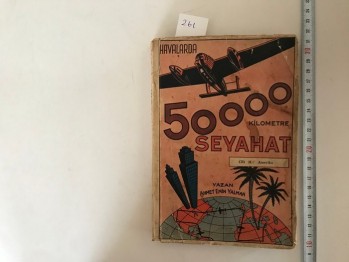 261
HAVALARDA
50000
KİLOMETRE
SEYAHAT
YAZAN
AHMET EMİN YALMAN